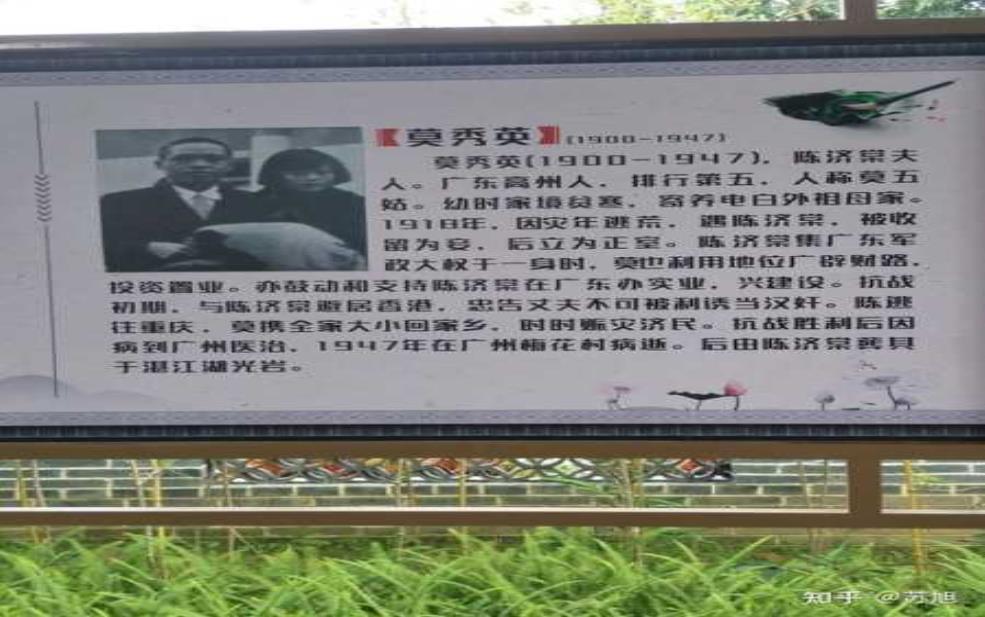 【莫秀英】(1900-1947)
莫秀英(1900-1947)，陈济棠夫
人。广东高州人，排行第五，人称莫五
姑。幼时家境贫寒，寄养电白外祖母家。
1918年，因灾年逃荒，遇陈济棠，被收
留为妾，后立为正室。陈济棠集广东军
政大权于一身时，莫也利用地位广辟财路，
投资置业。亦鼓动和支持陈济棠在广东办实业，兴建设。抗战
初期，与陈济棠避居香港，忠告丈夫不可被利诱当汉奸。陈逃
往重庆，莫携全家大小回家乡，时时赈灾济民。抗战胜利后因
病到广州医治，1947年在广州梅花村病逝。后由陈济棠葬其
于湛江湖光岩。
知乎 @苏旭